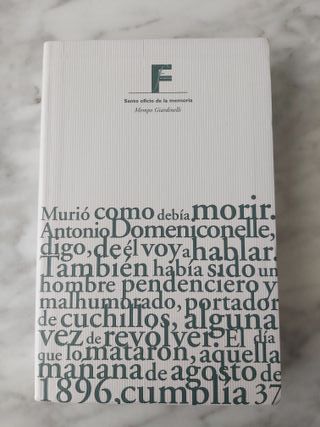 F
Santo oficio de la memoria
Mempo Giardinelli
Murió como debía morir.
Antonio Domeniconelle,
digo, de él voy a hablar.
También había sido un
hombre pendenciero y
malhumorado, portador
de cuchillos, alguna
vez de revólver. El día
que lo mataron, aquella
mañana de agosto de
1896, cumplía 37